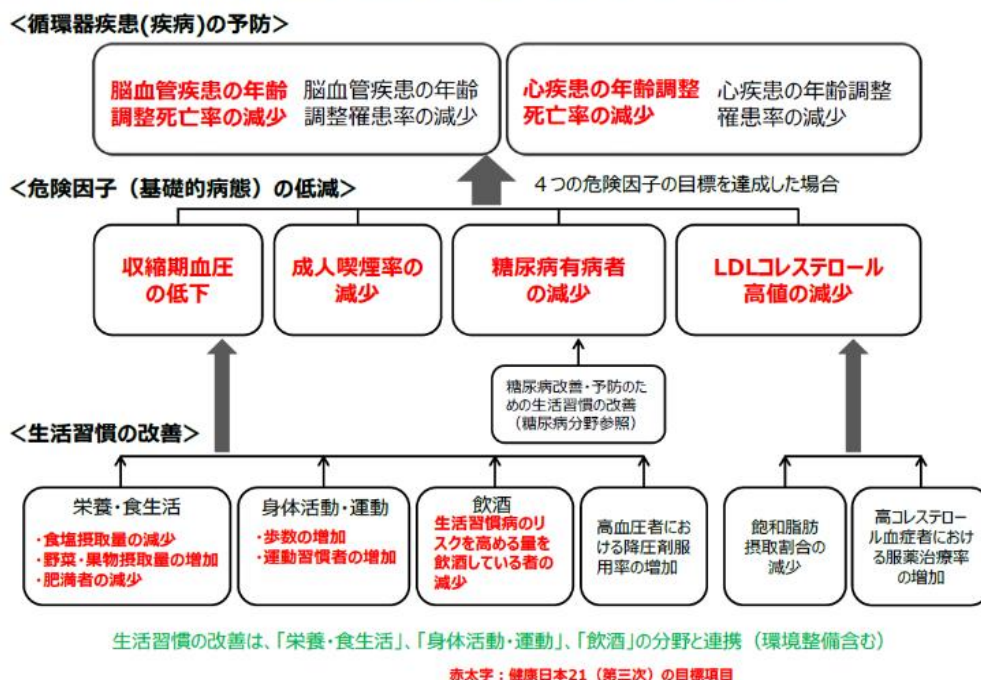 ＜循環器疾患(疾病)の予防＞
脳血管疾患の年齢
調整死亡率の減少
脳血管疾患の年齢
調整罹患率の減少
心疾患の年齢調整
死亡率の減少
心疾患の年齢調整
罹患率の減少
＜危険因子（基礎的病態）の低減＞
４つの危険因子の目標を達成した場合
収縮期血圧
の低下
成人喫煙率の
減少
糖尿病有病者
の減少
LDLコレステロール
高値の減少
糖尿病改善・予防のた
めの生活習慣の改善
（糖尿病分野参照）
＜生活習慣の改善＞
栄養・食生活
・食塩摂取量の減少
・野菜・果物摂取量の増加
・肥満者の減少
身体活動・運動
・歩数の増加
・運動習慣者の増加
飲酒
生活習慣病のリ
スクを高める量を
飲酒している者の
減少
高血圧者にお
ける降圧剤服
用率の増加
飽和脂肪
摂取割合の
減少
高コレステロー
ル血症者における
服薬治療率
の増加
生活習慣の改善は、「栄養・食生活」、「身体活動・運動」、「飲酒」の分野と連携（環境整備含む）
赤太字：健康日本21（第三次）の目標項目